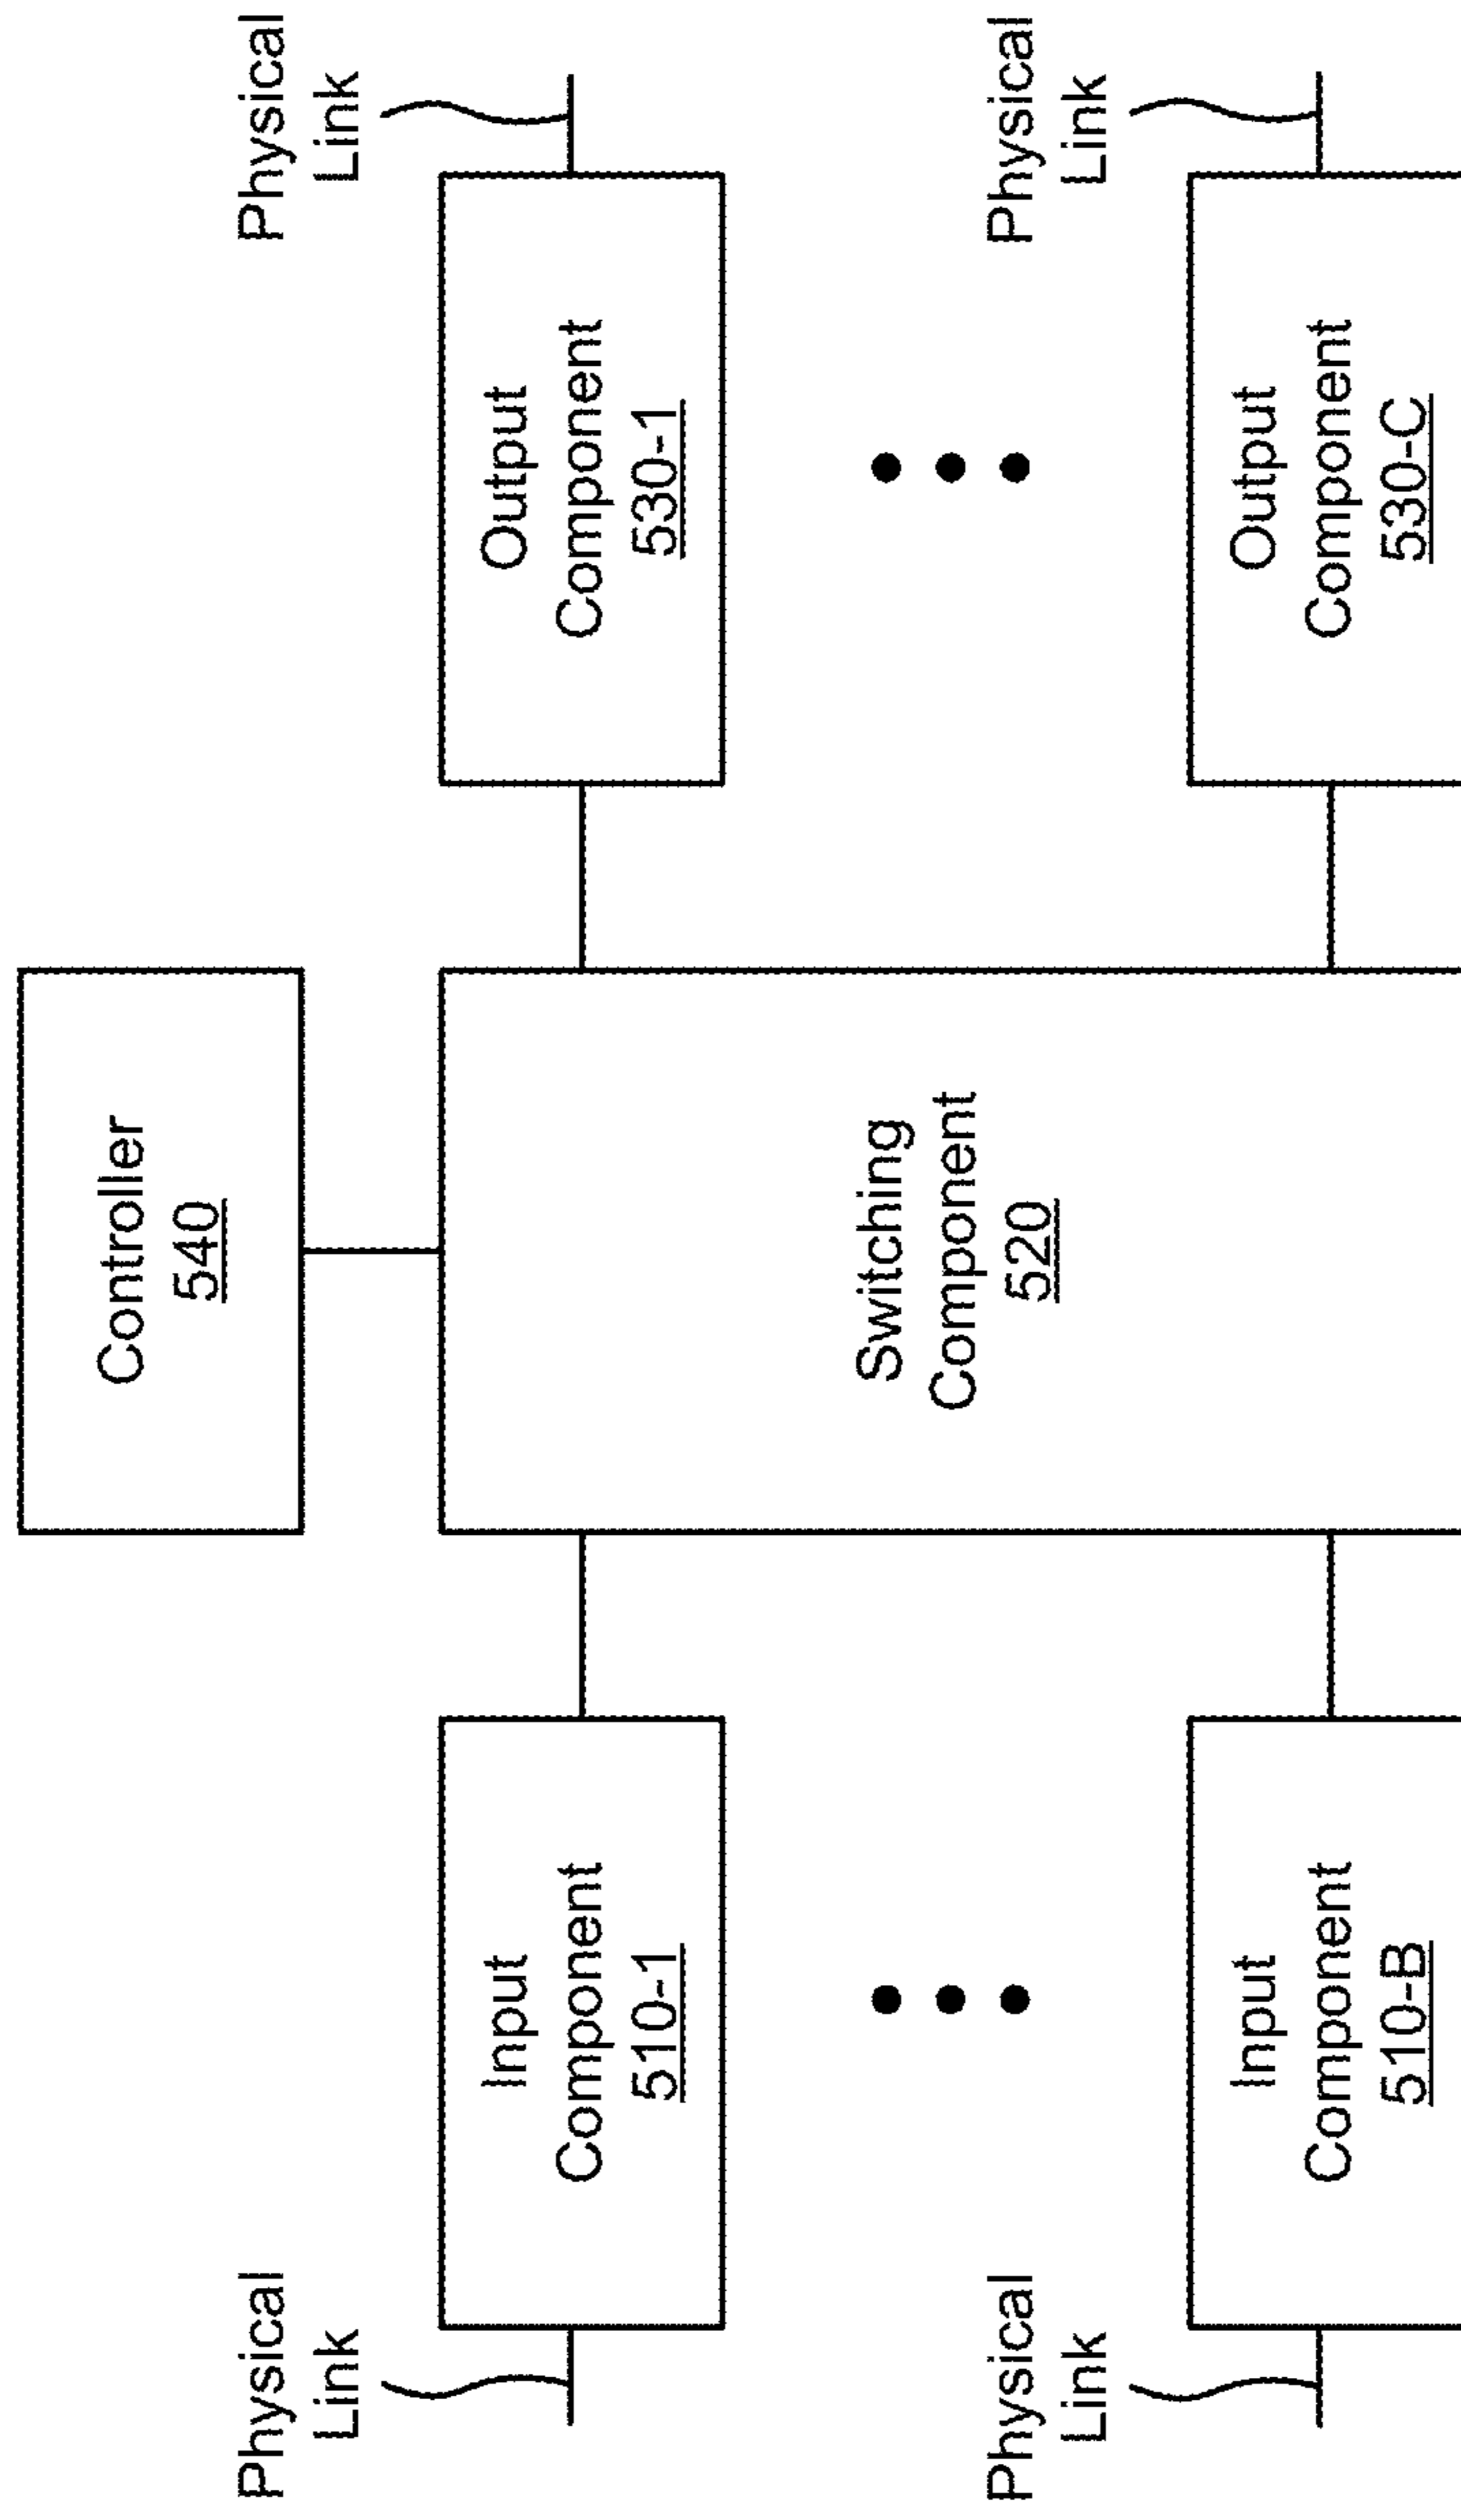 Controller
540
Physical
Link
Input
Component
510-1
Switching
Component
520
Output
Component
530-1
Physical
Link
Physical
Link
Input
Component
510-B
Output
Component
530-C
Physical
Link